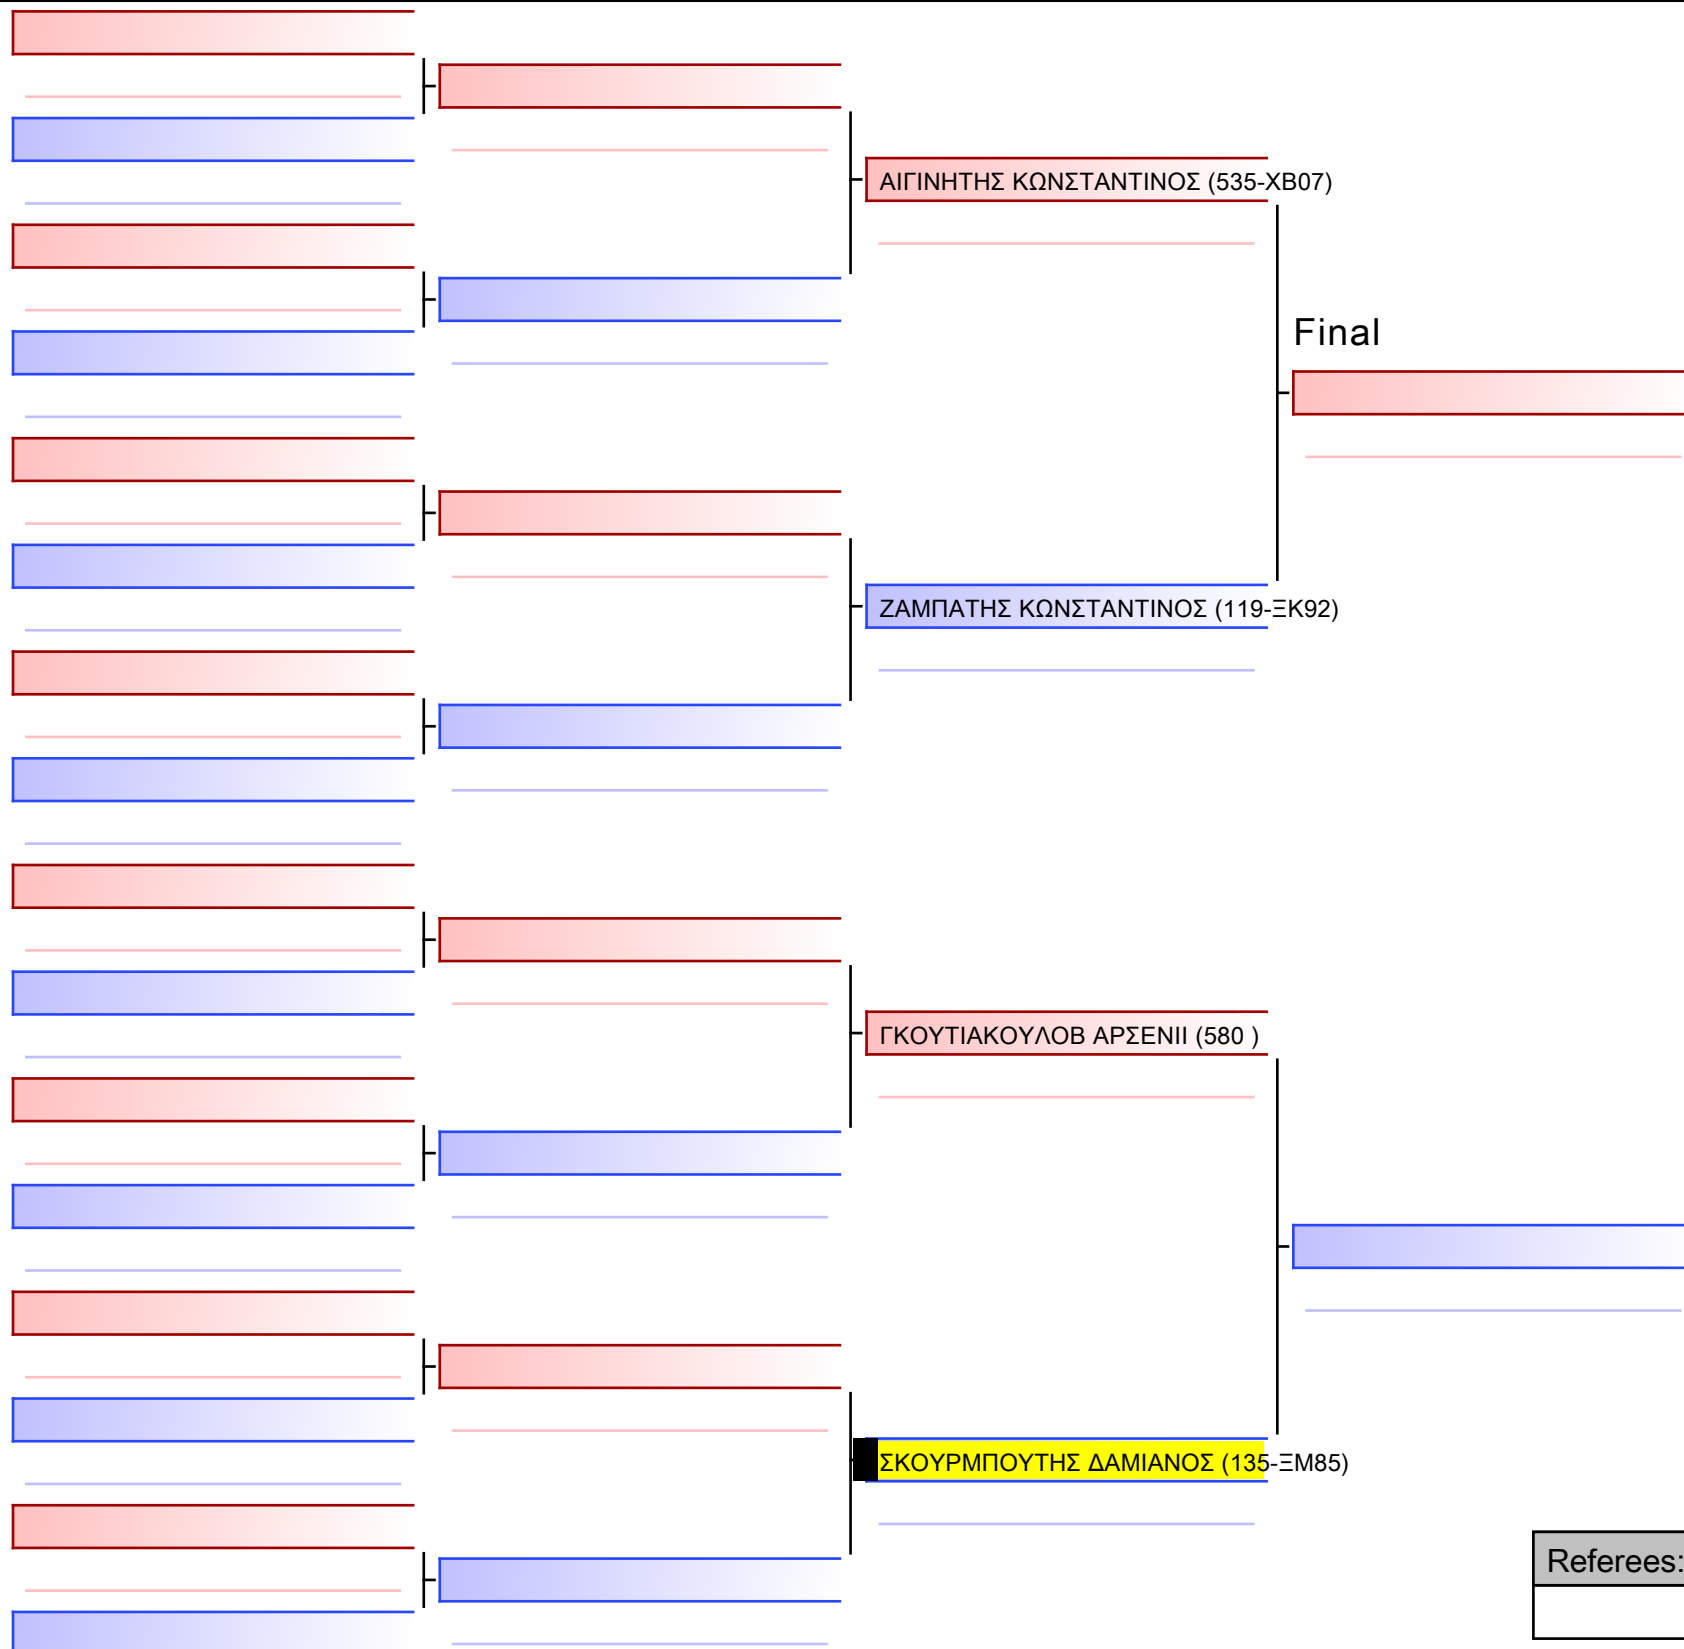 ΑΙΓΙΝΗΤΗΣ ΚΩΝΣΤΑΝΤΙΝΟΣ (535-ΧΒ07)
Final
ΖΑΜΠΑΤΗΣ ΚΩΝΣΤΑΝΤΙΝΟΣ (119-ΞΚ92)
ΓΚΟΥΤΙΑΚΟΥΛΟΒ ΑΡΣΕΝΙΙ (580 )
ΣΚΟΥΡΜΠΟΥΤΗΣ ΔΑΜΙΑΝΟΣ (135-ΞΜ85)
Referees: